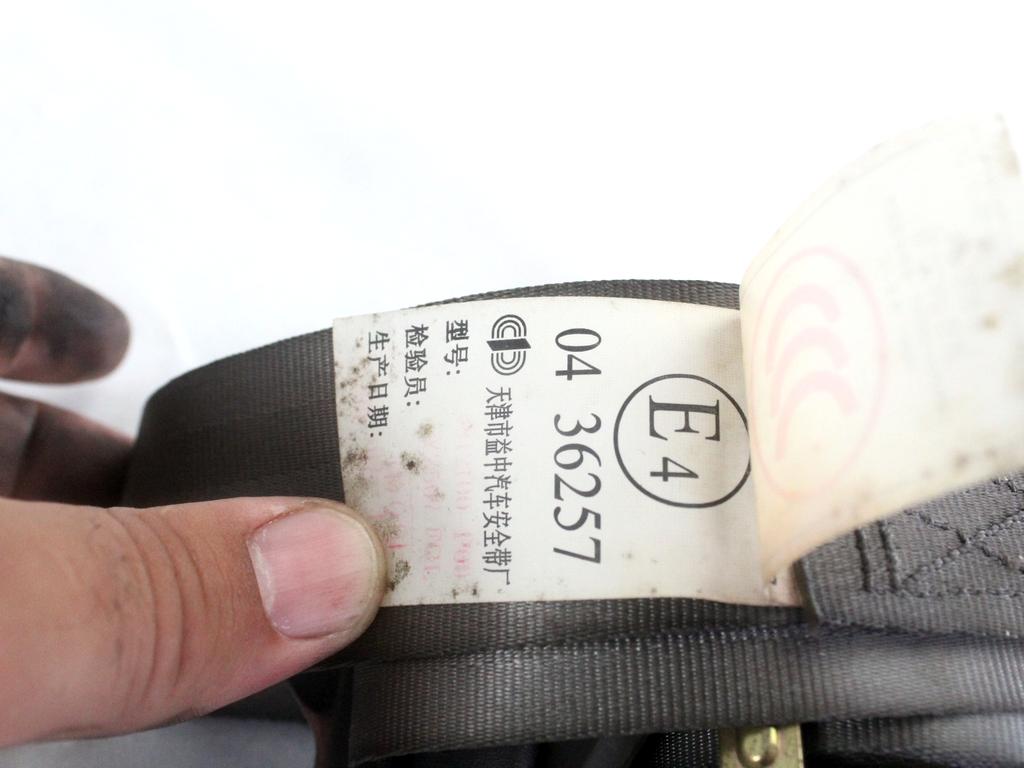 E4
04 36257
天津市益中汽车安全带厂
型号:
检验员:
生产日期: